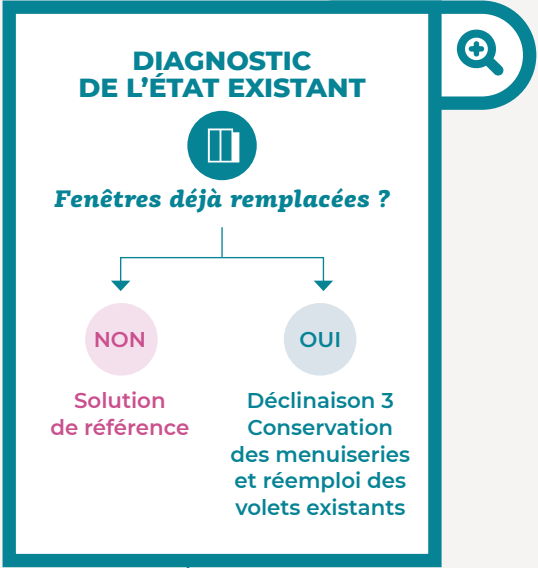 DIAGNOSTIC
DE L'ÉTAT EXISTANT
Fenêtres déjà remplacées ?
NON
OUI
Solution
de référence
Déclinaison 3
Conservation
des menuiseries
et réemploi des
volets existants